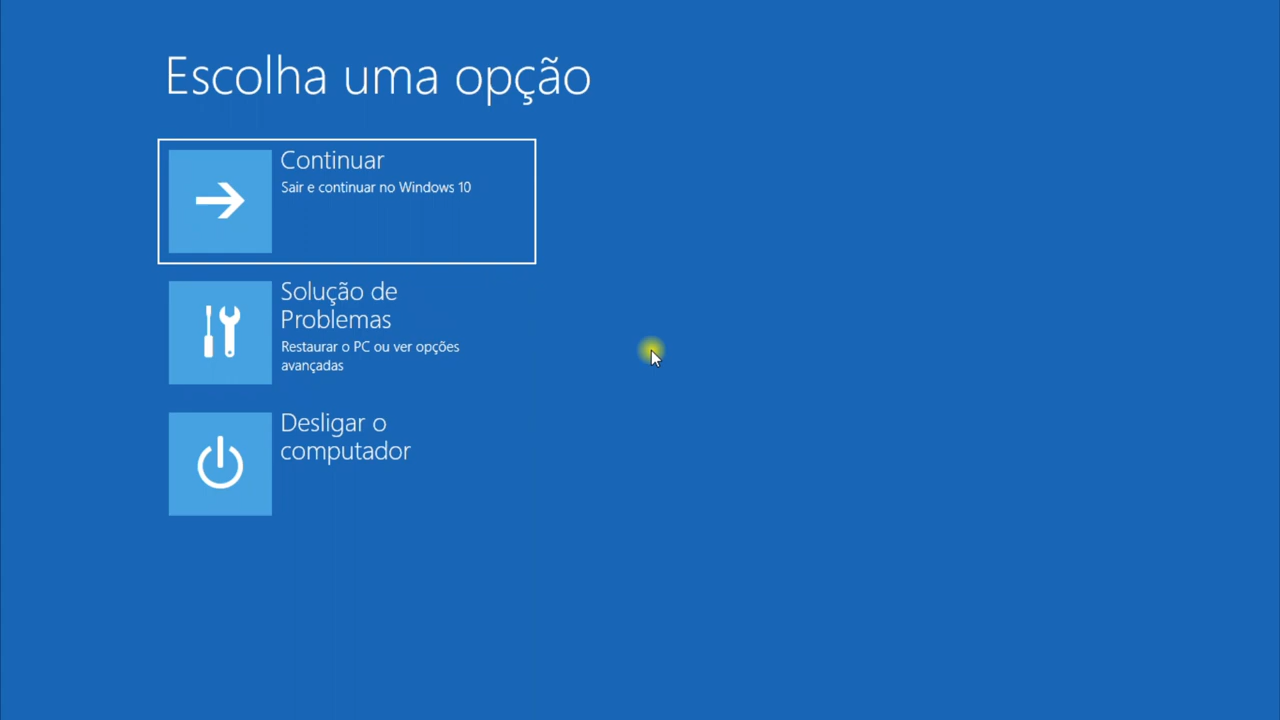 Escolha uma opção
Continuar
Sair e continuar no Windows 10
Solução de
Problemas
Restaurar o PC ou ver opções
avançadas
Desligar o
computador